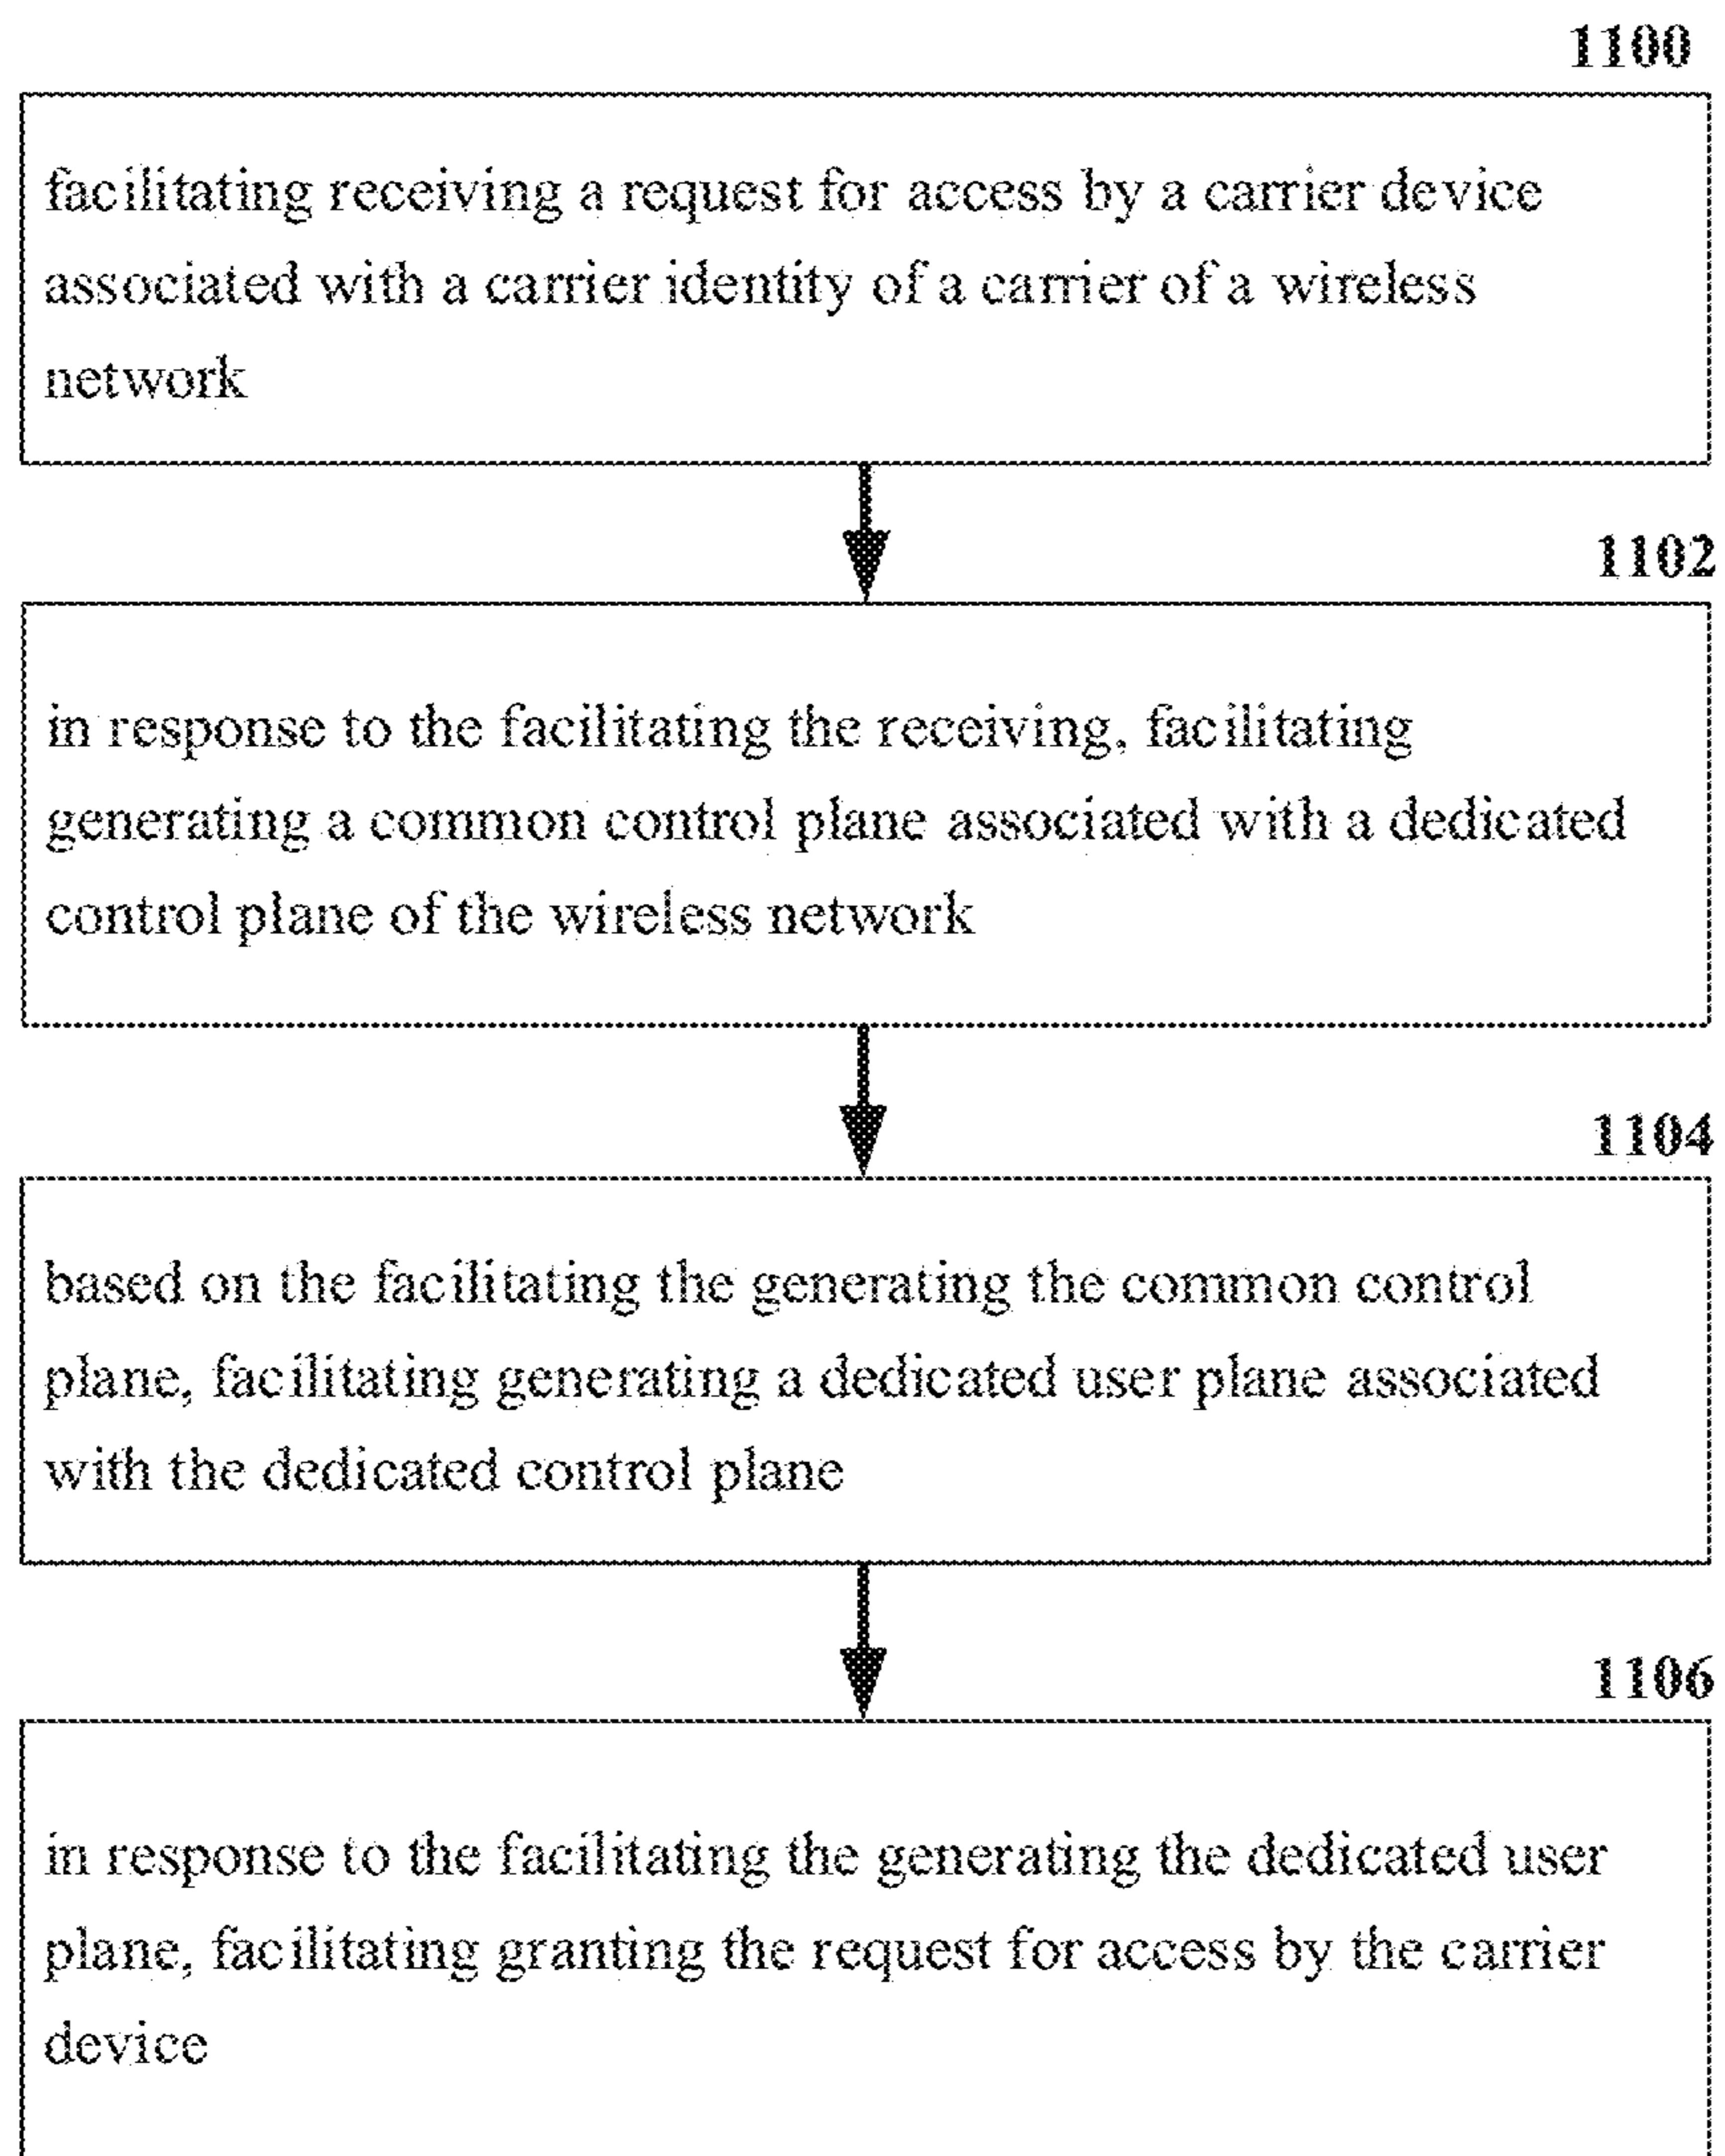 1100
facilitating receiving a request for access by a carrier device
associated with a carrier identity of a carrier of a wireless
network
1102
in response to the facilitating the receiving, facilitating
generating a common control plane associated with a dedicated
control plane of the wireless network
1104
based on the facilitating the generating the common control
plane, facilitating generating a dedicated user plane associated
with the dedicated control plane
1106
in response to the facilitating the generating the dedicated user
plane, facilitating granting the request for access by the carrier
device